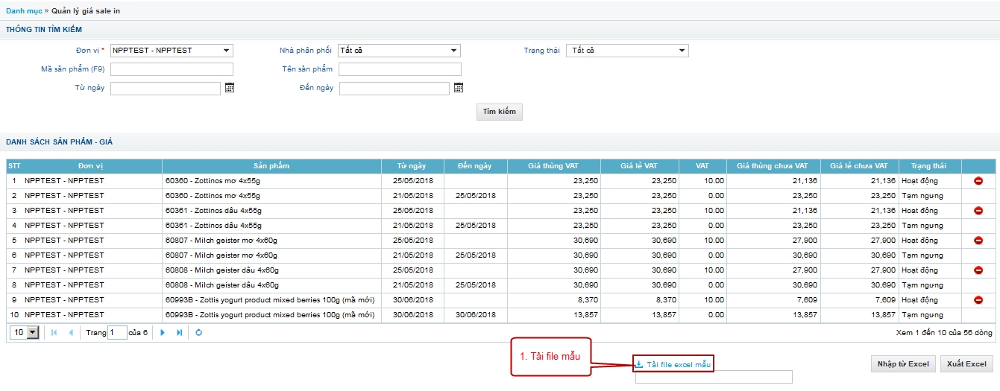 Danh mục » Quản lý giá sale in
THÔNG TIN TÌM KIẾM
Đơn vị * NPPTEST - NPPTEST Nhà phân phối Tất cả Trạng thái Tất cả
Mã sản phẩm (F9) Tên sản phẩm
Từ ngày Đến ngày
Tìm kiếm
DANH SÁCH SẢN PHẨM - GIÁ
STT Đơn vị Sản phẩm Từ ngày Đến ngày Giá thùng VAT Giá lẻ VAT VAT Giá thùng chưa VAT Giá lẻ chưa VAT Trạng thái
1 NPPTEST - NPPTEST 60360 - Zottinos mơ 4x55g 25/05/2018 23,250 23,250 10.00 21,136 21,136 Hoạt động
2 NPPTEST - NPPTEST 60360 - Zottinos mơ 4x55g 21/05/2018 25/05/2018 23,250 23,250 0.00 23,250 23,250 Tạm ngưng
3 NPPTEST - NPPTEST 60361 - Zottinos dâu 4x55g 25/05/2018 23,250 23,250 10.00 21,136 21,136 Hoạt động
4 NPPTEST - NPPTEST 60361 - Zottinos dâu 4x55g 21/05/2018 25/05/2018 23,250 23,250 0.00 23,250 23,250 Tạm ngưng
5 NPPTEST - NPPTEST 60807 - Milch geister mơ 4x60g 25/05/2018 30,690 30,690 10.00 27,900 27,900 Hoạt động
6 NPPTEST - NPPTEST 60807 - Milch geister mơ 4x60g 21/05/2018 25/05/2018 30,690 30,690 0.00 30,690 30,690 Tạm ngưng
7 NPPTEST - NPPTEST 60808 - Milch geister dâu 4x60g 25/05/2018 30,690 30,690 10.00 27,900 27,900 Hoạt động
8 NPPTEST - NPPTEST 60808 - Milch geister dâu 4x60g 21/05/2018 25/05/2018 30,690 30,690 0.00 30,690 30,690 Tạm ngưng
9 NPPTEST - NPPTEST 60993B - Zottis yogurt product mixed berries 100g (mã mới) 30/06/2018 8,370 8,370 10.00 7,609 7,609 Hoạt động
10 NPPTEST - NPPTEST 60993B - Zottis yogurt product mixed berries 100g (mã mới) 30/06/2018 30/06/2018 13,857 13,857 0.00 13,857 13,857 Tạm ngưng
10 Trang 1 của 6 Xem 1 đến 10 của 56 dòng
1. Tải file mẫu
Tải file excel mẫu Nhập từ Excel Xuất Excel